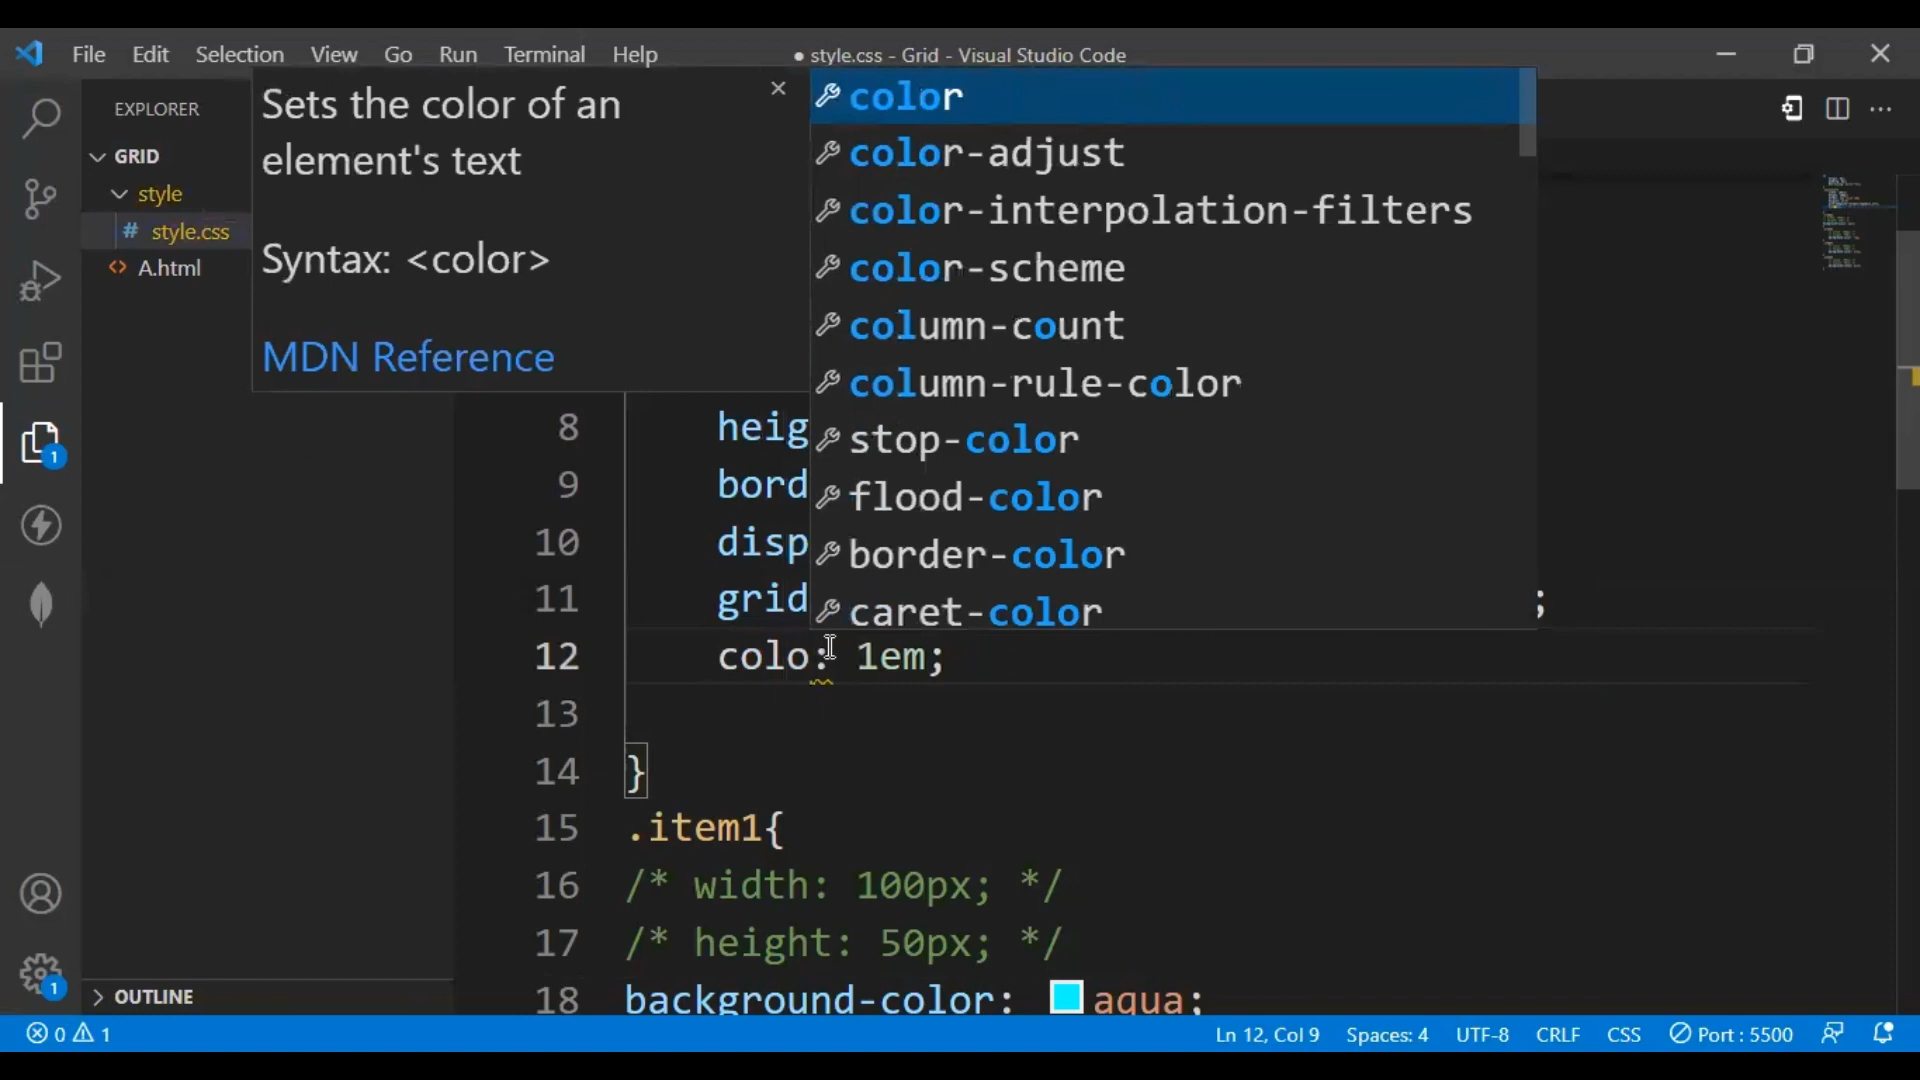 File Edit Selection View Go Run Terminal Help
● style.css - Grid - Visual Studio Code
EXPLORER
GRID
style
# style.css
<> A.html
OUTLINE
Sets the color of an
element's text
Syntax: <color>
MDN Reference
color
color-adjust
color-interpolation-filters
color-scheme
column-count
column-rule-color
stop-color
flood-color
border-color
caret-color
8 heig
9 bord
10 disp
11 grid ;
12 colo: 1em;
13
14 }
15 .item1{
16 /* width: 100px; */
17 /* height: 50px; */
18 background-color: aqua;
1
1
0 1
Ln 12, Col 9 Spaces: 4 UTF-8 CRLF CSS Port : 5500